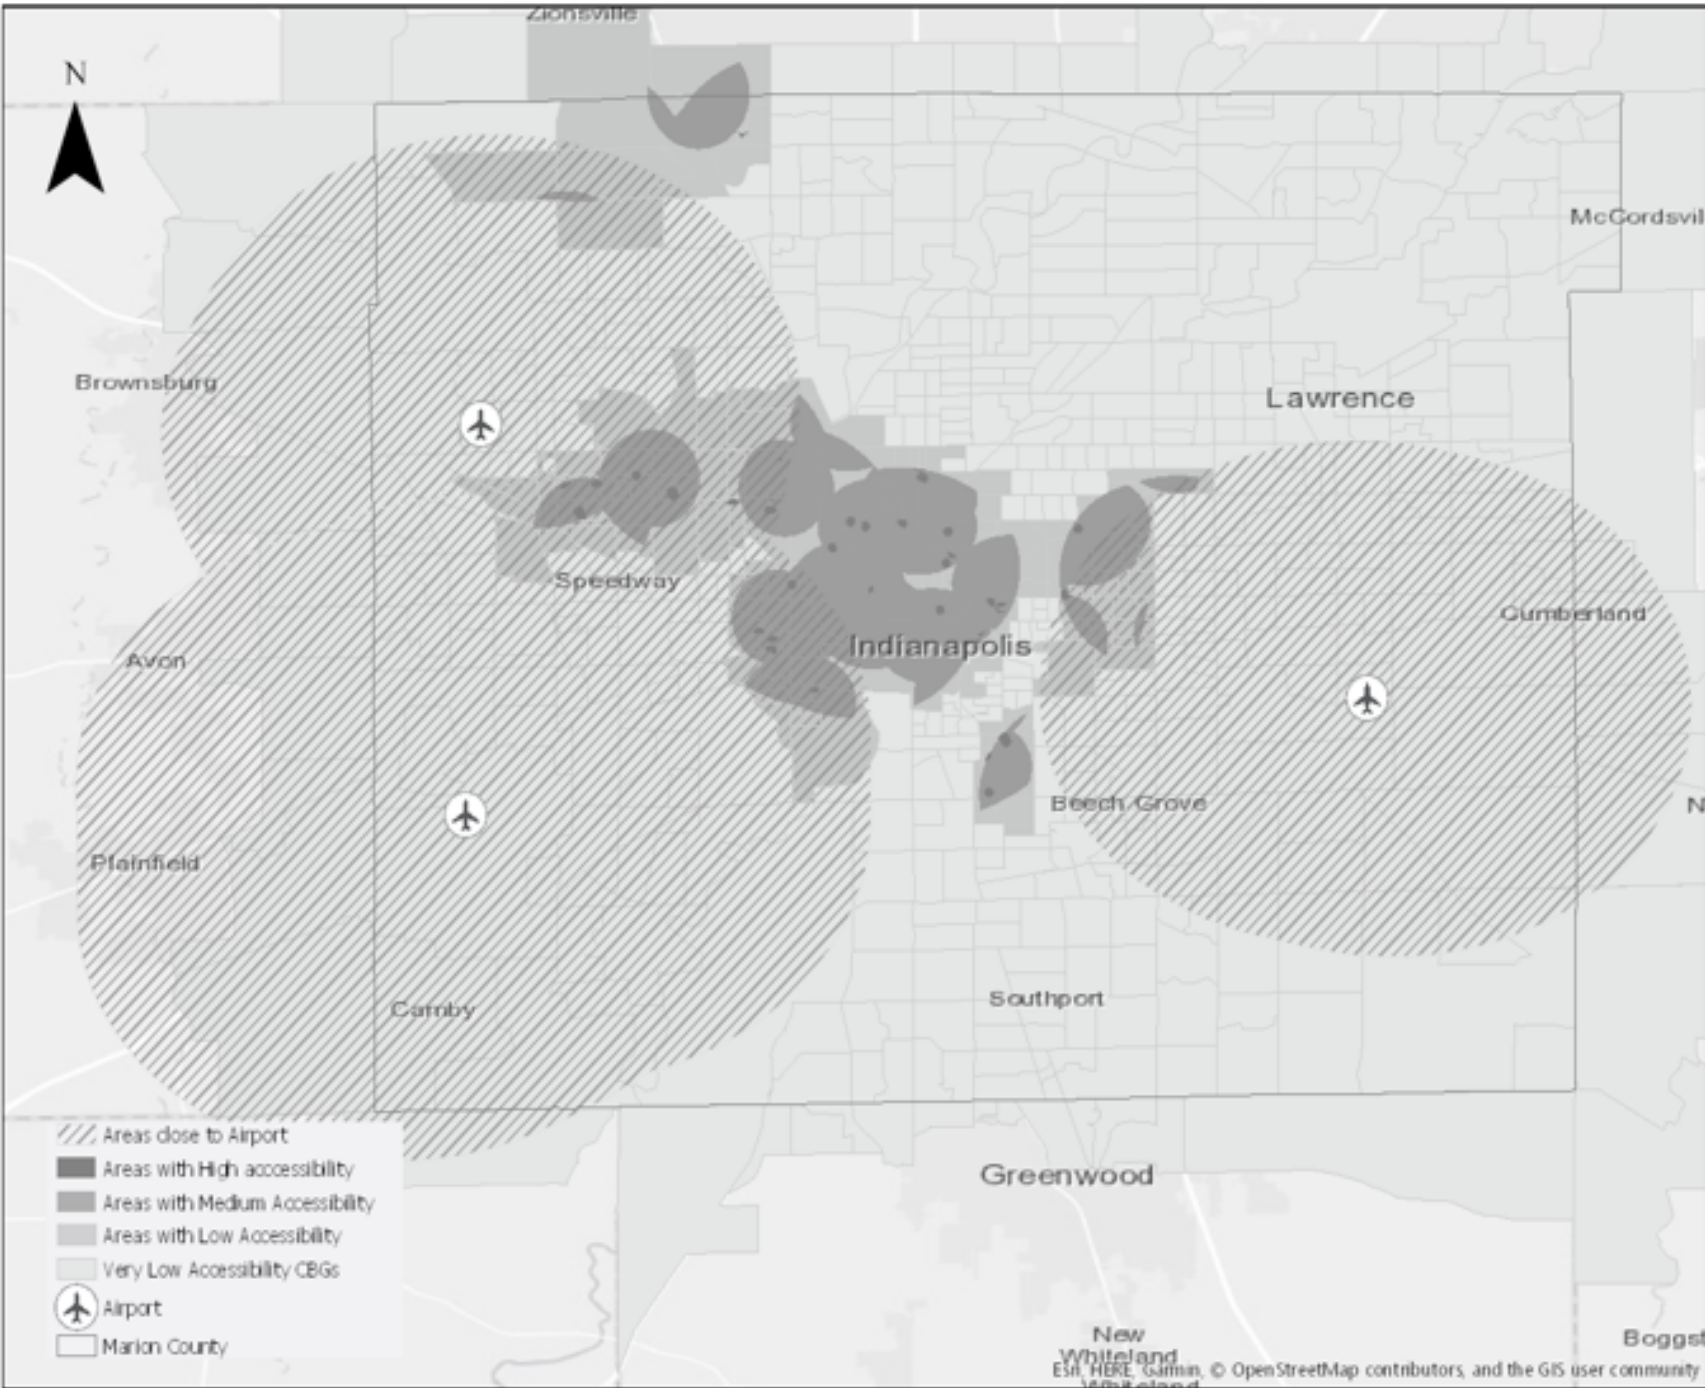 Zionsville
N
McCordsvil
Brownsburg
Lawrence
Speedway
Cumberland
Indianapolis
Avon
Beech Grove
N
Plainfield
Camby
Southport
Areas close to Airport
Areas with High acccessibility
Areas with Medium Accessibility
Areas with Low Accessibility
Very Low Accessibility CBGs
Airport
Marion County
Greenwood
New
Whiteland
Boggst
Esri, HERE, Garmin, © OpenStreetMap contributors, and the GIS user community
Whiteland